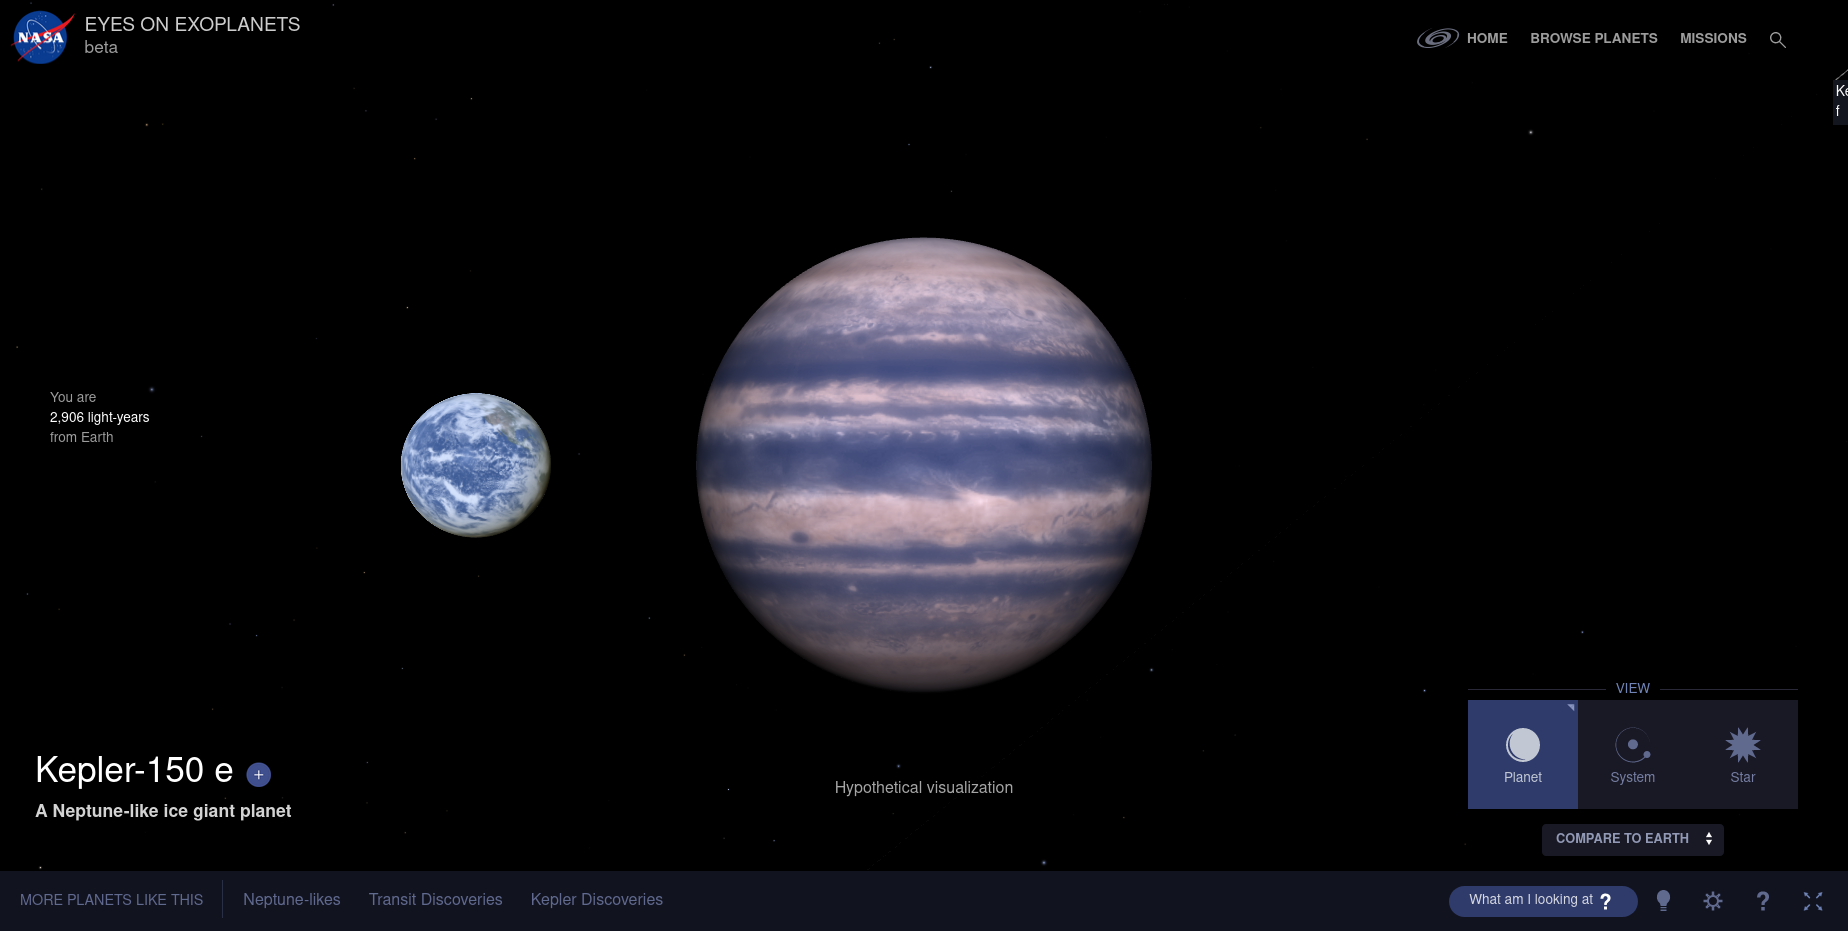 NASA
EYES ON EXOPLANETS
beta
HOME
BROWSE PLANETS
MISSIONS
Ke
f
You are
2,906 light-years
from Earth
Kepler-150 e +
A Neptune-like ice giant planet
Hypothetical visualization
VIEW
Planet
System
Star
COMPARE TO EARTH
MORE PLANETS LIKE THIS
Neptune-likes
Transit Discoveries
Kepler Discoveries
What am I looking at ?
?